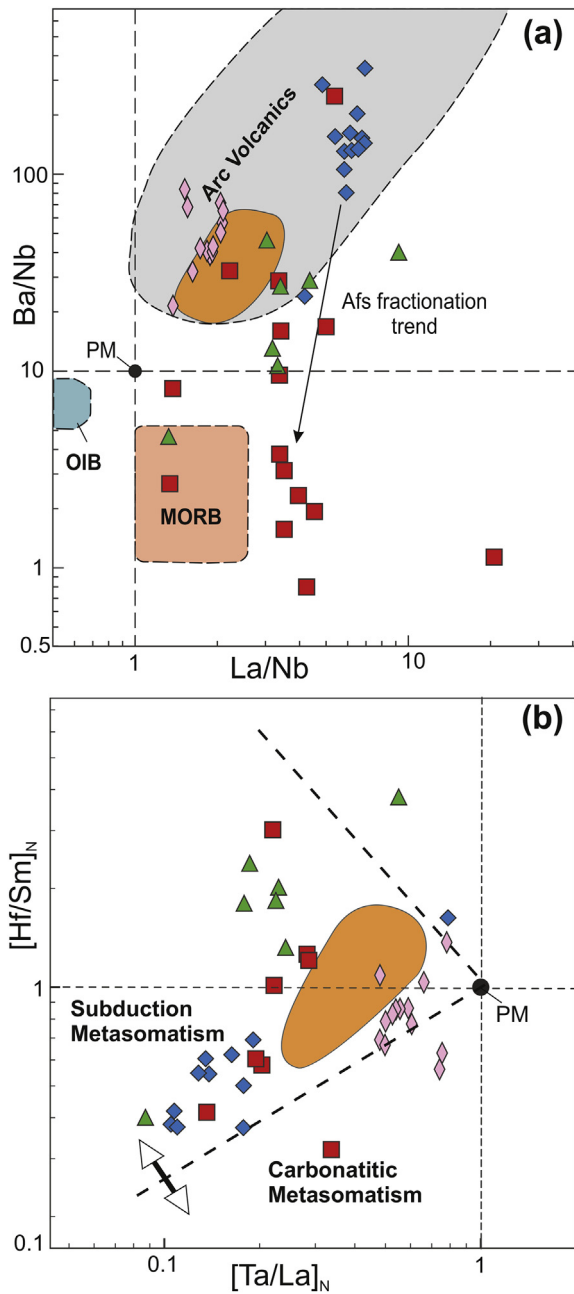 (a)
Arc Volcanics
100
Ba/Nb
Afs fractionation
trend
PM
10
OIB
MORB
1
0.5
1
10
La/Nb
(b)
[Hf/Sm]N
1
PM
Subduction
Metasomatism
Carbonatitic
Metasomatism
0.1
0.1
1
[Ta/La]N